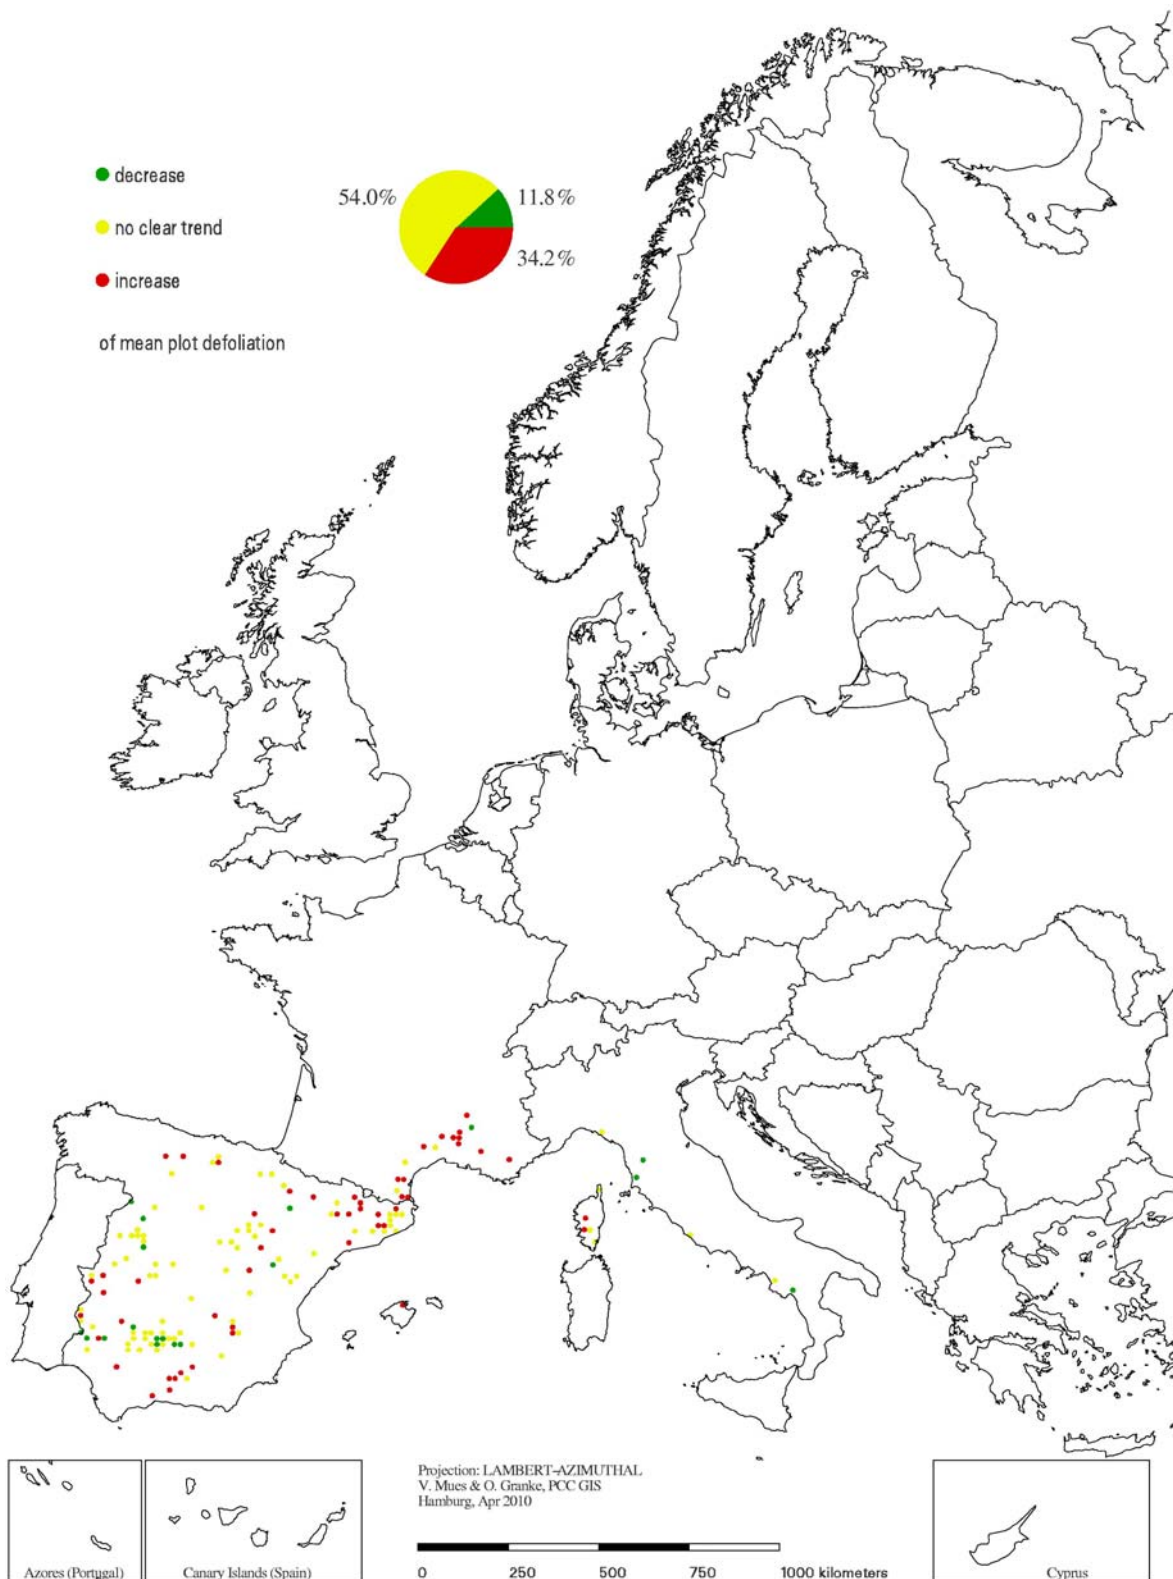 decrease
no clear trend
increase
of mean plot defoliation
54.0%
11.8%
34.2%
Projection: LAMBERT-AZIMUTHAL
V. Mues & O. Granke, PCC GIS
Hamburg, Apr 2010
Azores (Portugal)
Canary Islands (Spain)
0 250 500 750 1000 kilometers
Cyprus